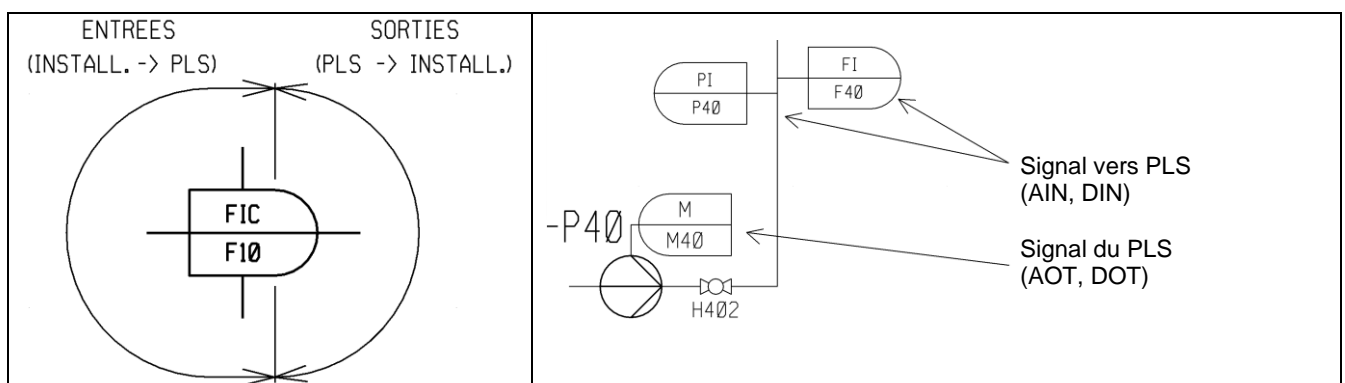 ENTREES
(INSTALL. -> PLS)
SORTIES
(PLS -> INSTALL.)
FIC
F10
PI
P40
FI
F40
Signal vers PLS
(AIN, DIN)
-P40
M
M40
Signal du PLS
(AOT, DOT)
H402